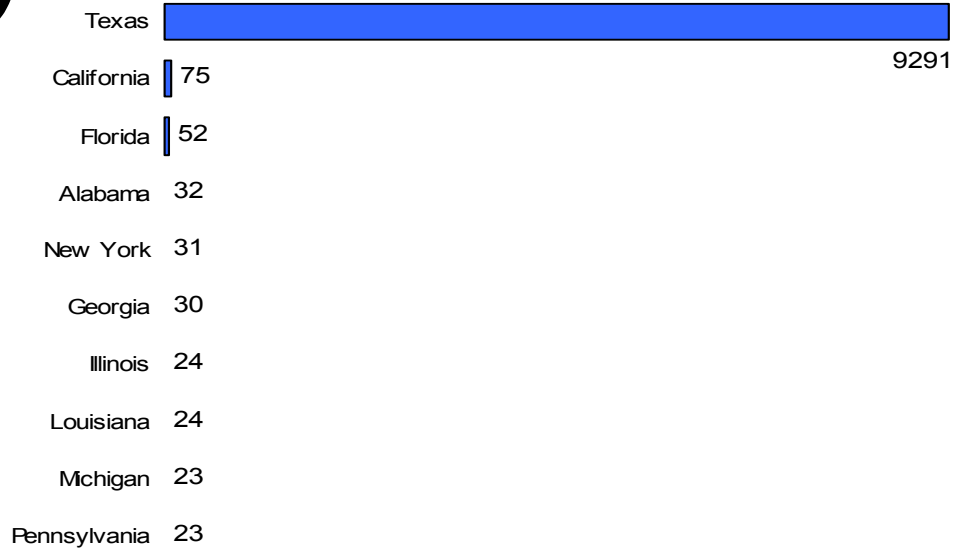 Texas
9291
California 75
Florida 52
Alabama 32
New York 31
Georgia 30
Illinois 24
Louisiana 24
Michigan 23
Pennsylvania 23